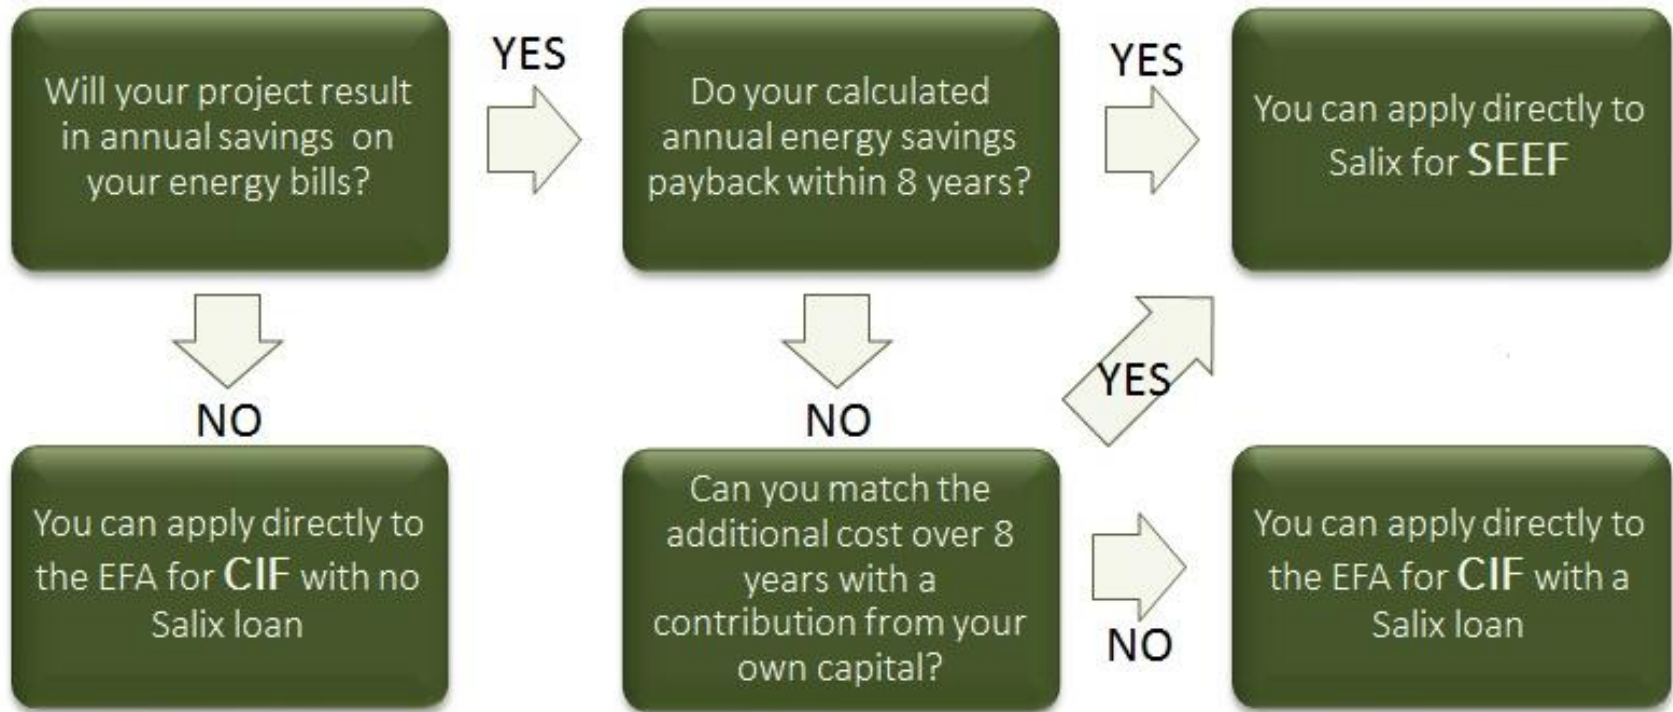 Will your project result
in annual savings on
your energy bills?
YES
Do your calculated
annual energy savings
payback within 8 years?
YES
You can apply directly to
Salix for SEEF
NO
You can apply directly to
the EFA for CIF with no
Salix loan
NO
Can you match the
additional cost over 8
years with a
contribution from your
own capital?
YES
NO
You can apply directly to
the EFA for CIF with a
Salix loan